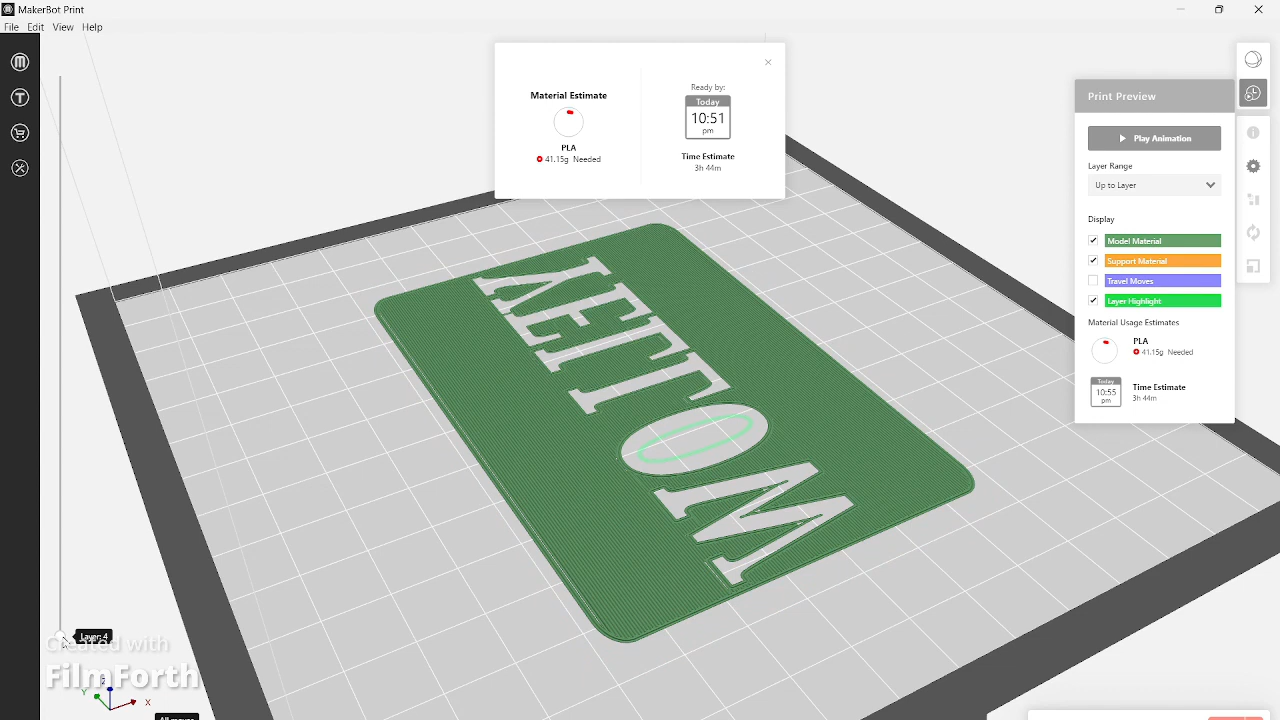 MakerBot Print
File Edit View Help
Material Estimate
PLA
41.15g Needed
Ready by:
Today
10:51
pm
Time Estimate
3h 44m
Print Preview
Play Animation
Layer Range
Up to Layer
Display
Model Material
Support Material
Travel Moves
Layer Highlight
Material Usage Estimates
PLA
41.15g Needed
Today
10:55
pm
Time Estimate
3h 44m
YELLOW
Layer: 4
Created with
FilmForth
Z
Y
X
All moves